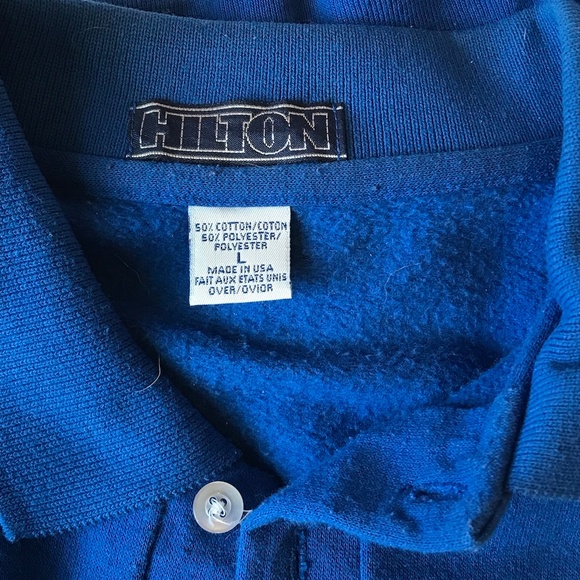 HILTON
50% COTTON/COTON
50% POLYESTER/
POLYESTER
L
MADE IN USA
FAIT AUX ETATS UNIS
OVER/OVIOR